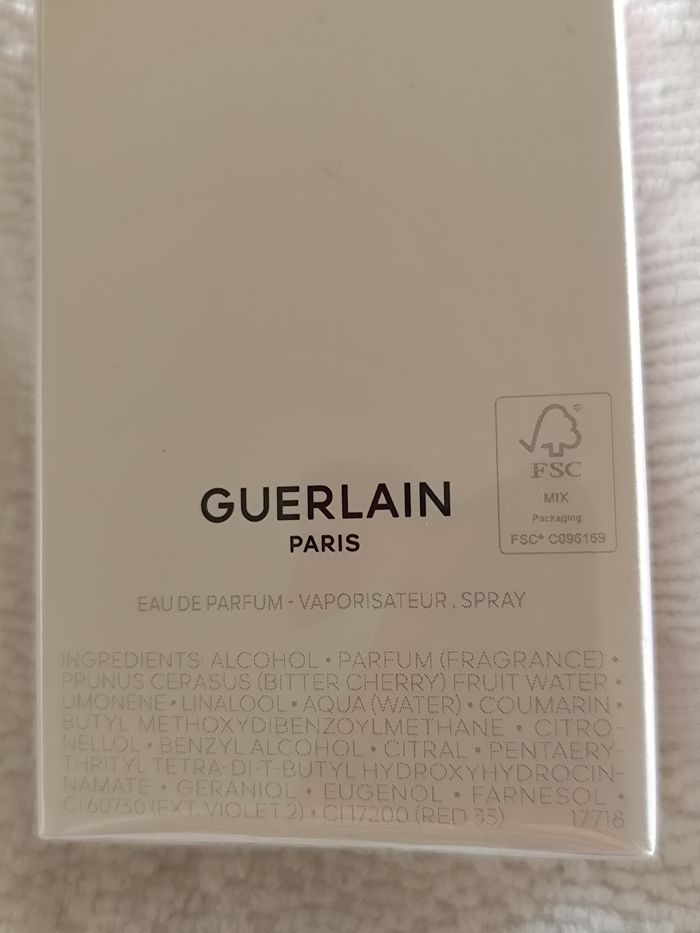 FSC
MIX
Packaging
FSC® C095159
GUERLAIN
PARIS
EAU DE PARFUM - VAPORISATEUR . SPRAY
INGREDIENTS: ALCOHOL • PARFUM (FRAGRANCE) •
PRUNUS CERASUS (BITTER CHERRY) FRUIT WATER •
LIMONENE • LINALOOL • AQUA (WATER) • COUMARIN •
BUTYL METHOXYDIBENZOYLMETHANE • CITRO-
NELLOL • BENZYL ALCOHOL • CITRAL • PENTAERY-
THRITYL TETRA-DI-T-BUTYL HYDROXYHYDROCIN-
NAMATE • GERANIOL • EUGENOL • FARNESOL •
CI 60730 (EXT. VIOLET 2) • CI 17200 (RED 33) 17718